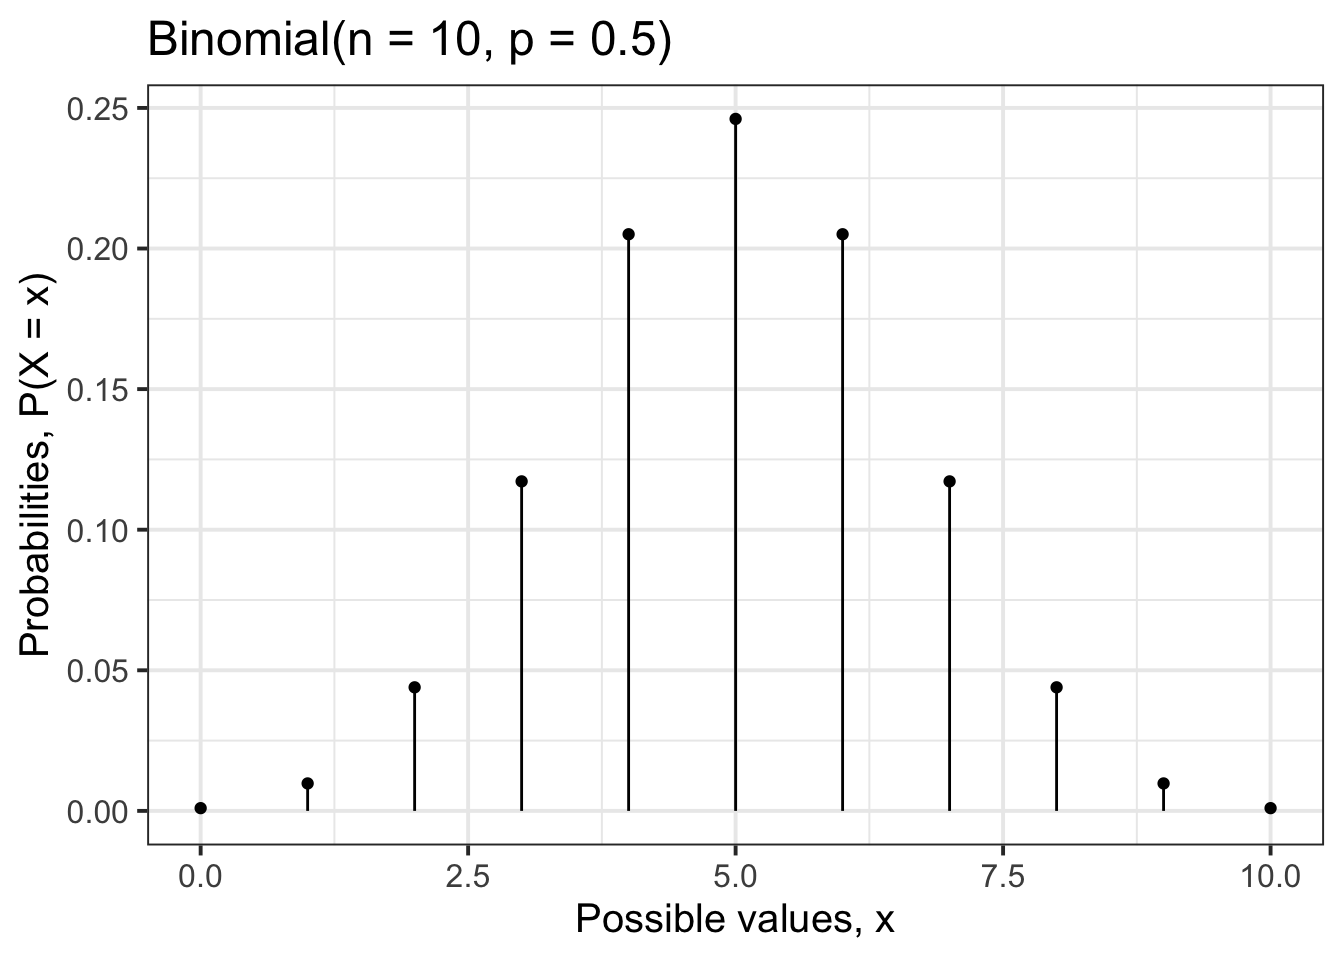 Binomial(n = 10, p = 0.5)
0.25
0.20
0.15
0.10
0.05
0.00
Probabilities, P(X = x)
0.0 2.5 5.0 7.5 10.0
Possible values, x